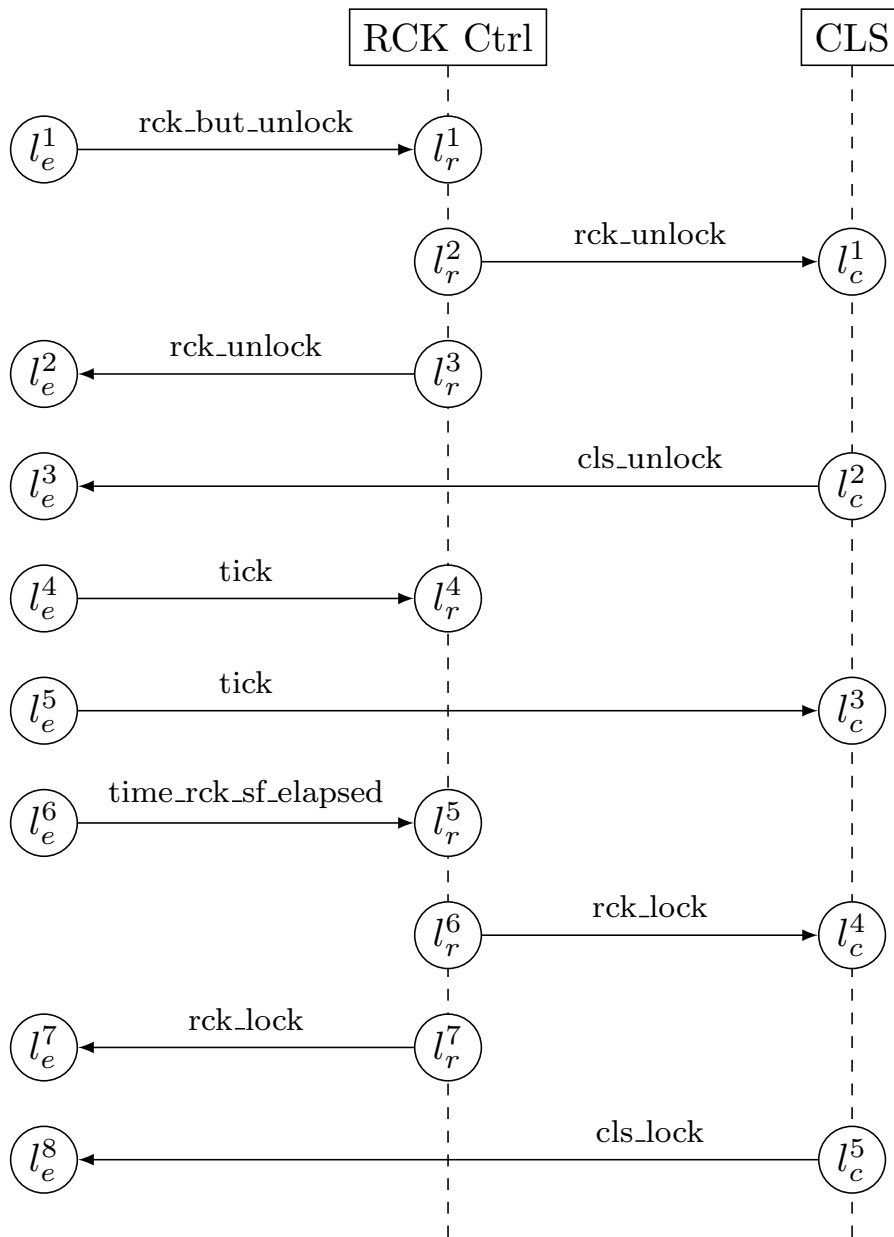 RCK Ctrl CLS
rck_but_unlock
l_e^1 l_r^1
rck_unlock
l_r^2 l_c^1
rck_unlock
l_e^2 l_r^3
cls_unlock
l_e^3 l_c^2
tick
l_e^4 l_r^4
tick
l_e^5 l_c^3
time_rck_sf_elapsed
l_e^6 l_r^5
rck_lock
l_r^6 l_c^4
rck_lock
l_e^7 l_r^7
cls_lock
l_e^8 l_c^5